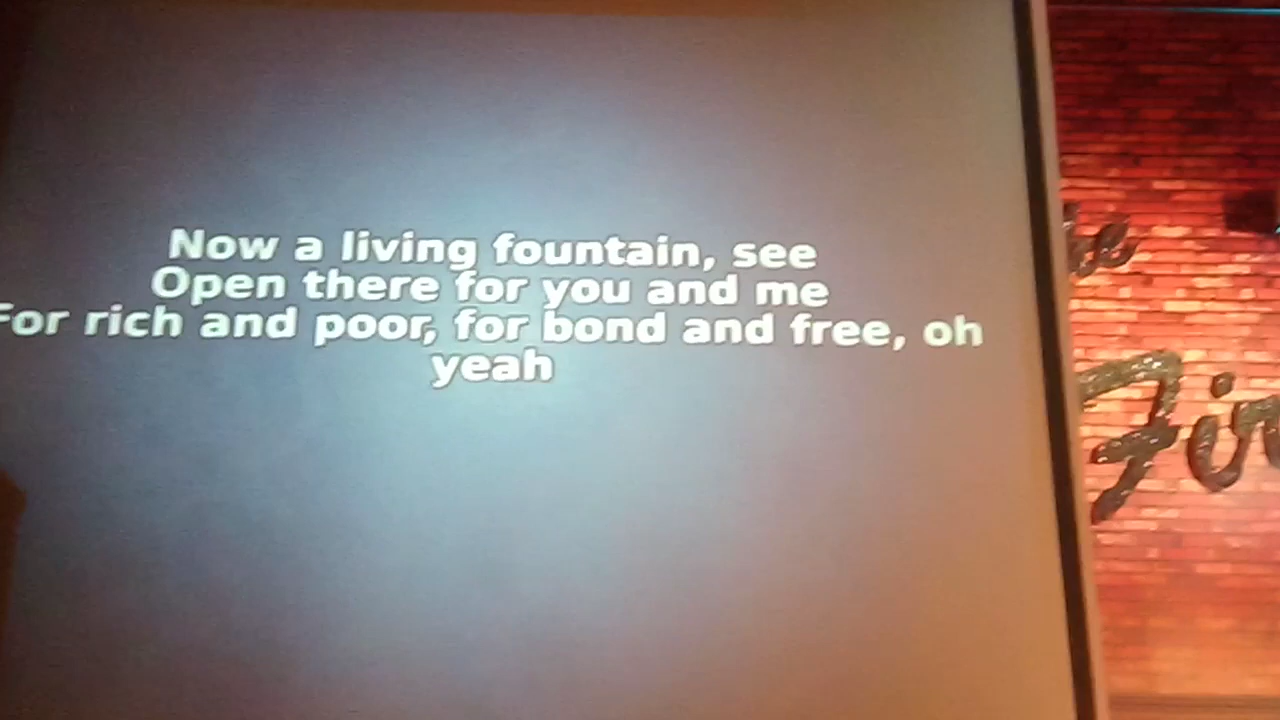 Now a living fountain, see
Open there for you and me
For rich and poor, for bond and free, oh
yeah